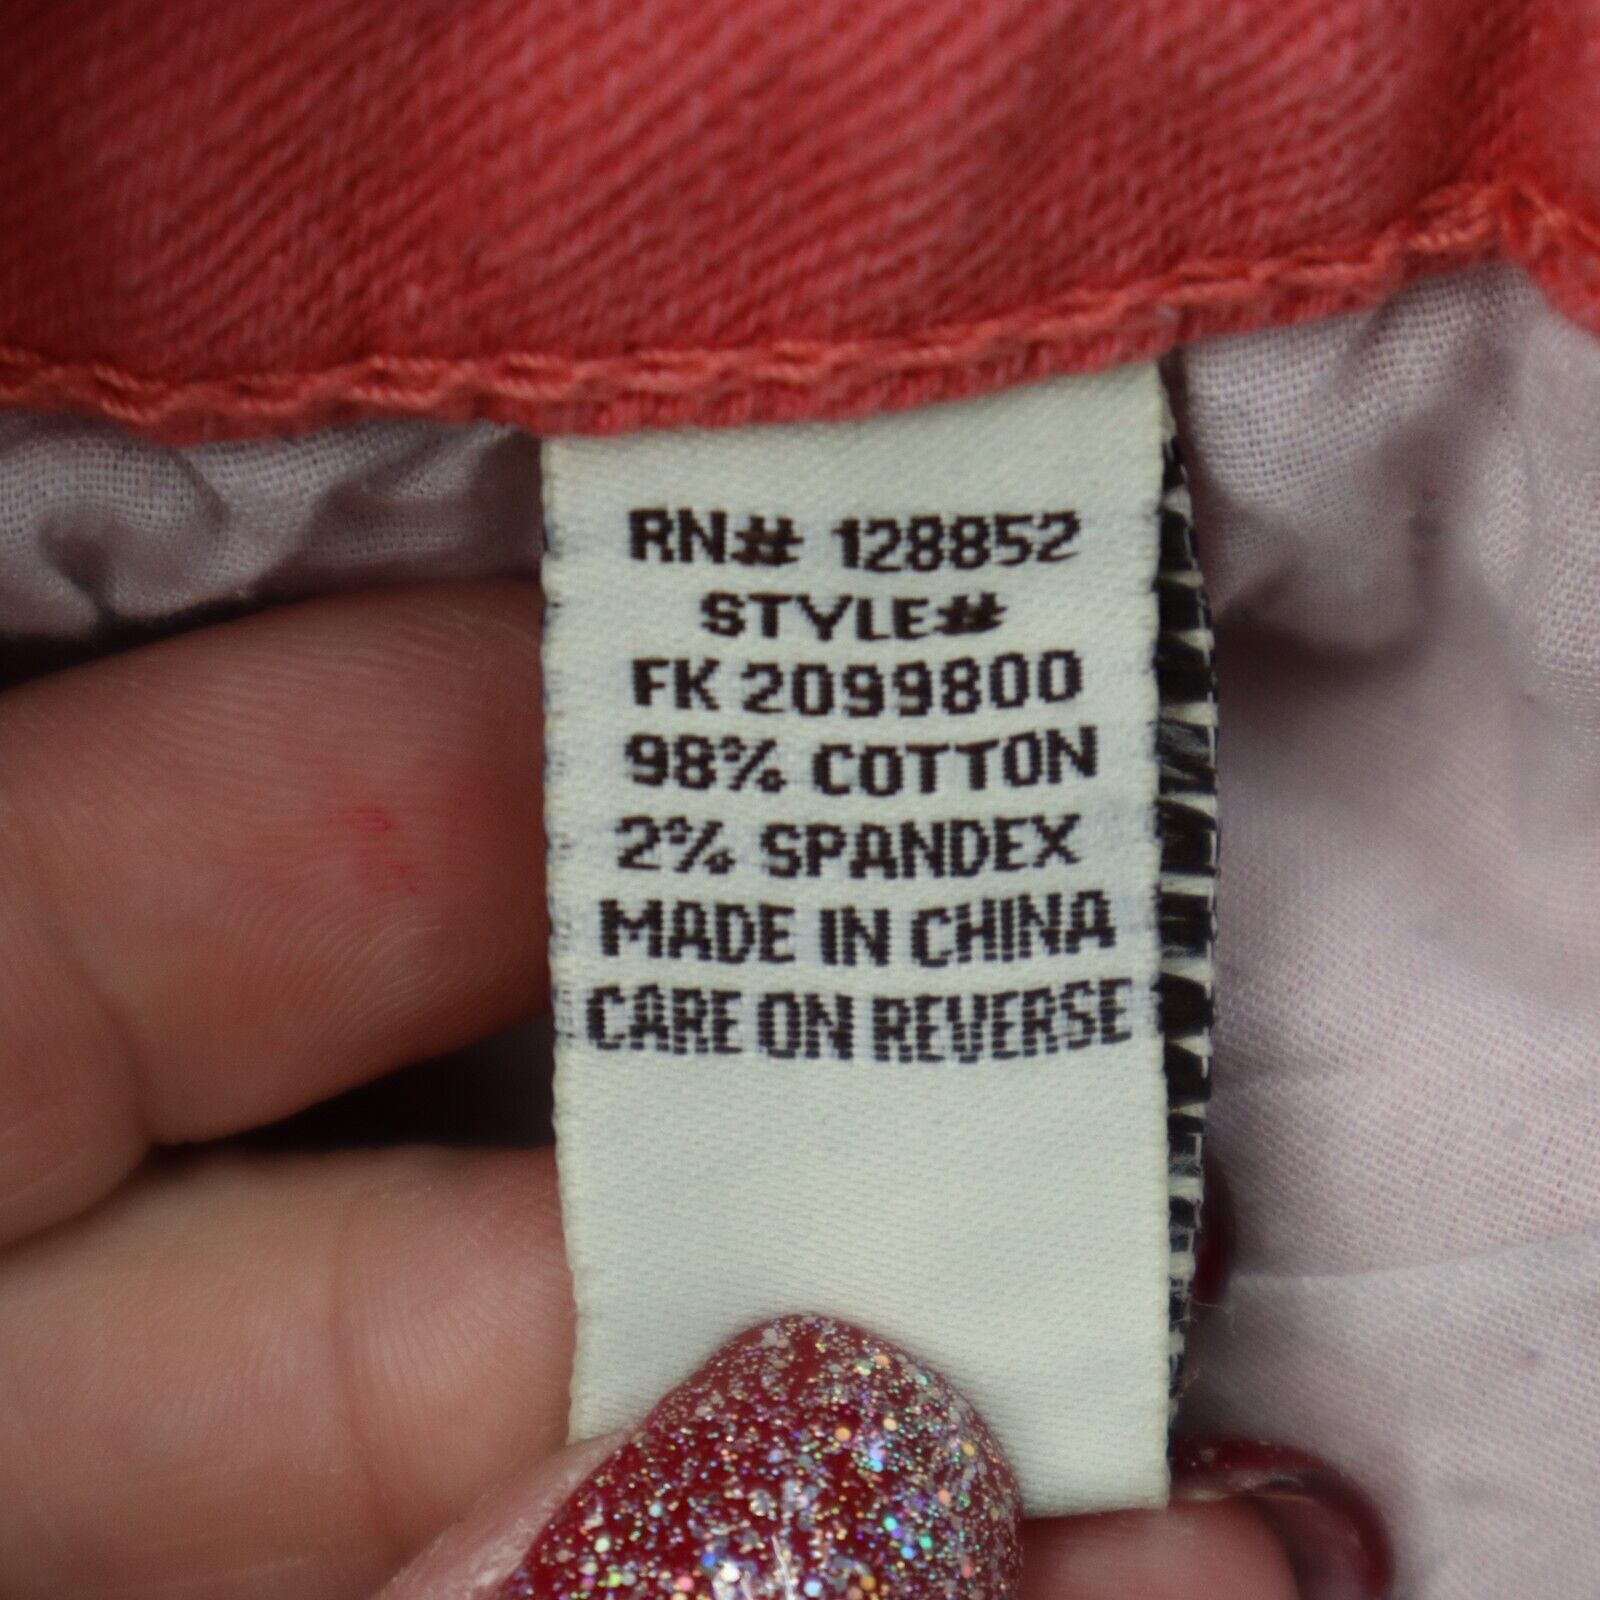 RN# 128852
STYLE#
FK 2099800
98% COTTON
2% SPANDEX
MADE IN CHINA
CARE ON REVERSE